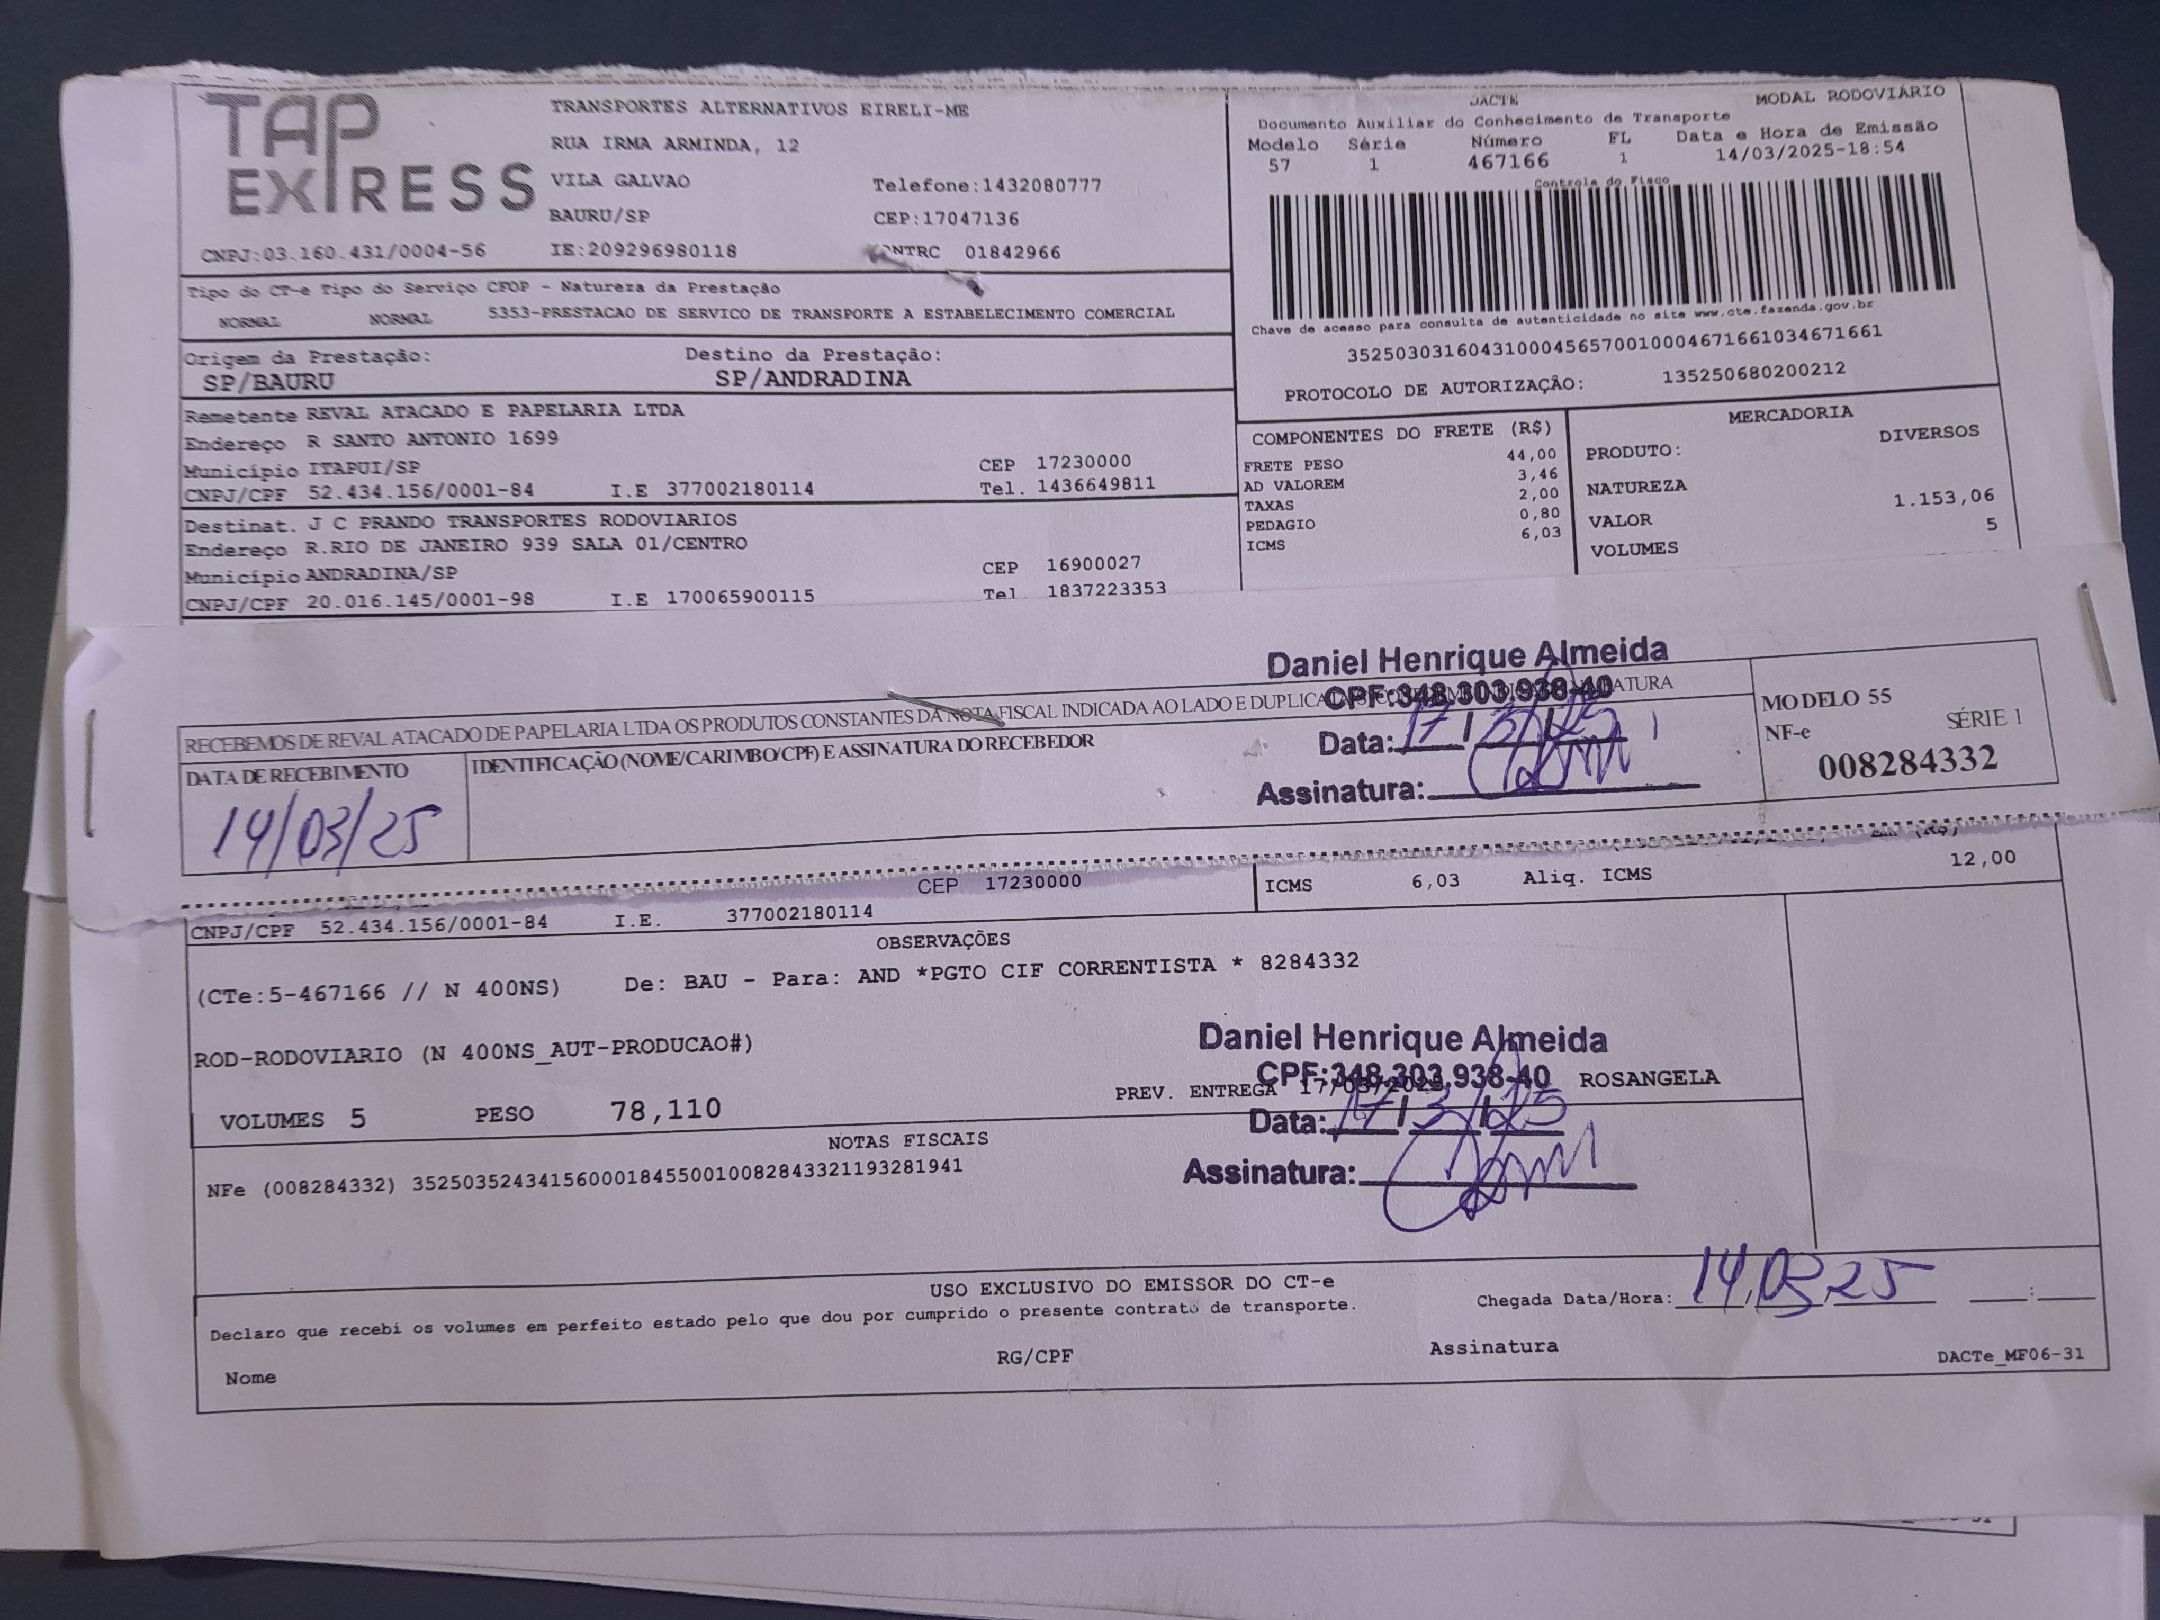 TAP EXPRESS
TRANSPORTES ALTERNATIVOS EIRELI-ME
RUA IRMA ARMINDA, 12
VILA GALVAO Telefone:1432080777
BAURU/SP CEP:17047136
CNPJ:03.160.431/0004-56 IE:209296980118 NTRC 01842966
DACTE MODAL RODOVIÁRIO
Documento Auxiliar do Conhecimento de Transporte
Modelo Série Número FL Data e Hora de Emissão
57 1 467166 1 14/03/2025-18:54
Controle do Fisco
Chave de acesso para consulta de autenticidade no site www.cte.fazenda.gov.br
35250303160431000456570010004671661034671661
PROTOCOLO DE AUTORIZAÇÃO: 135250680200212
Tipo do CT-e Tipo do Serviço CFOP - Natureza da Prestação
NORMAL NORMAL 5353-PRESTACAO DE SERVICO DE TRANSPORTE A ESTABELECIMENTO COMERCIAL
Origem da Prestação: Destino da Prestação:
SP/BAURU SP/ANDRADINA
Remetente REVAL ATACADO E PAPELARIA LTDA
Endereço R SANTO ANTONIO 1699
Município ITAPUI/SP CEP 17230000
CNPJ/CPF 52.434.156/0001-84 I.E 377002180114 Tel. 1436649811
Destinat. J C PRANDO TRANSPORTES RODOVIARIOS
Endereço R.RIO DE JANEIRO 939 SALA 01/CENTRO
Município ANDRADINA/SP CEP 16900027
CNPJ/CPF 20.016.145/0001-98 I.E 170065900115 Tel 1837223353
COMPONENTES DO FRETE (R$)
FRETE PESO 44,00
AD VALOREM 3,46
TAXAS 2,00
PEDAGIO 0,80
ICMS 6,03
MERCADORIA
PRODUTO: DIVERSOS
NATUREZA
VALOR 1.153,06
VOLUMES 5
RECEBEMOS DE REVAL ATACADO DE PAPELARIA LTDA OS PRODUTOS CONSTANTES DA NOTA FISCAL INDICADA AO LADO E DUPLICA ATURA
DATA DE RECEBIMENTO
14/03/25
IDENTIFICAÇÃO (NOME/CARIMBO/CPF) E ASSINATURA DO RECEBEDOR
Daniel Henrique Almeida
CPF:348.303.938-40
Data: 17/3/25
Assinatura:
MODELO 55
NF-e SÉRIE 1
008284332
CEP 17230000
ICMS 6,03 Aliq. ICMS 12,00
CNPJ/CPF 52.434.156/0001-84 I.E. 377002180114
OBSERVAÇÕES
(CTe:5-467166 // N 400NS) De: BAU - Para: AND *PGTO CIF CORRENTISTA * 8284332
ROD-RODOVIARIO (N 400NS_AUT-PRODUCAO#)
Daniel Henrique Almeida
CPF:348.303.938-40
PREV. ENTREGA 17/03/2025 ROSANGELA
VOLUMES 5 PESO 78,110
Data: 17/3/25
Assinatura:
NOTAS FISCAIS
NFe (008284332) 35250352434156000184550010082843321193281941
USO EXCLUSIVO DO EMISSOR DO CT-e
Declaro que recebi os volumes em perfeito estado pelo que dou por cumprido o presente contrato de transporte.
Chegada Data/Hora: 14/03/25 :
Nome RG/CPF Assinatura
DACTe_MF06-31